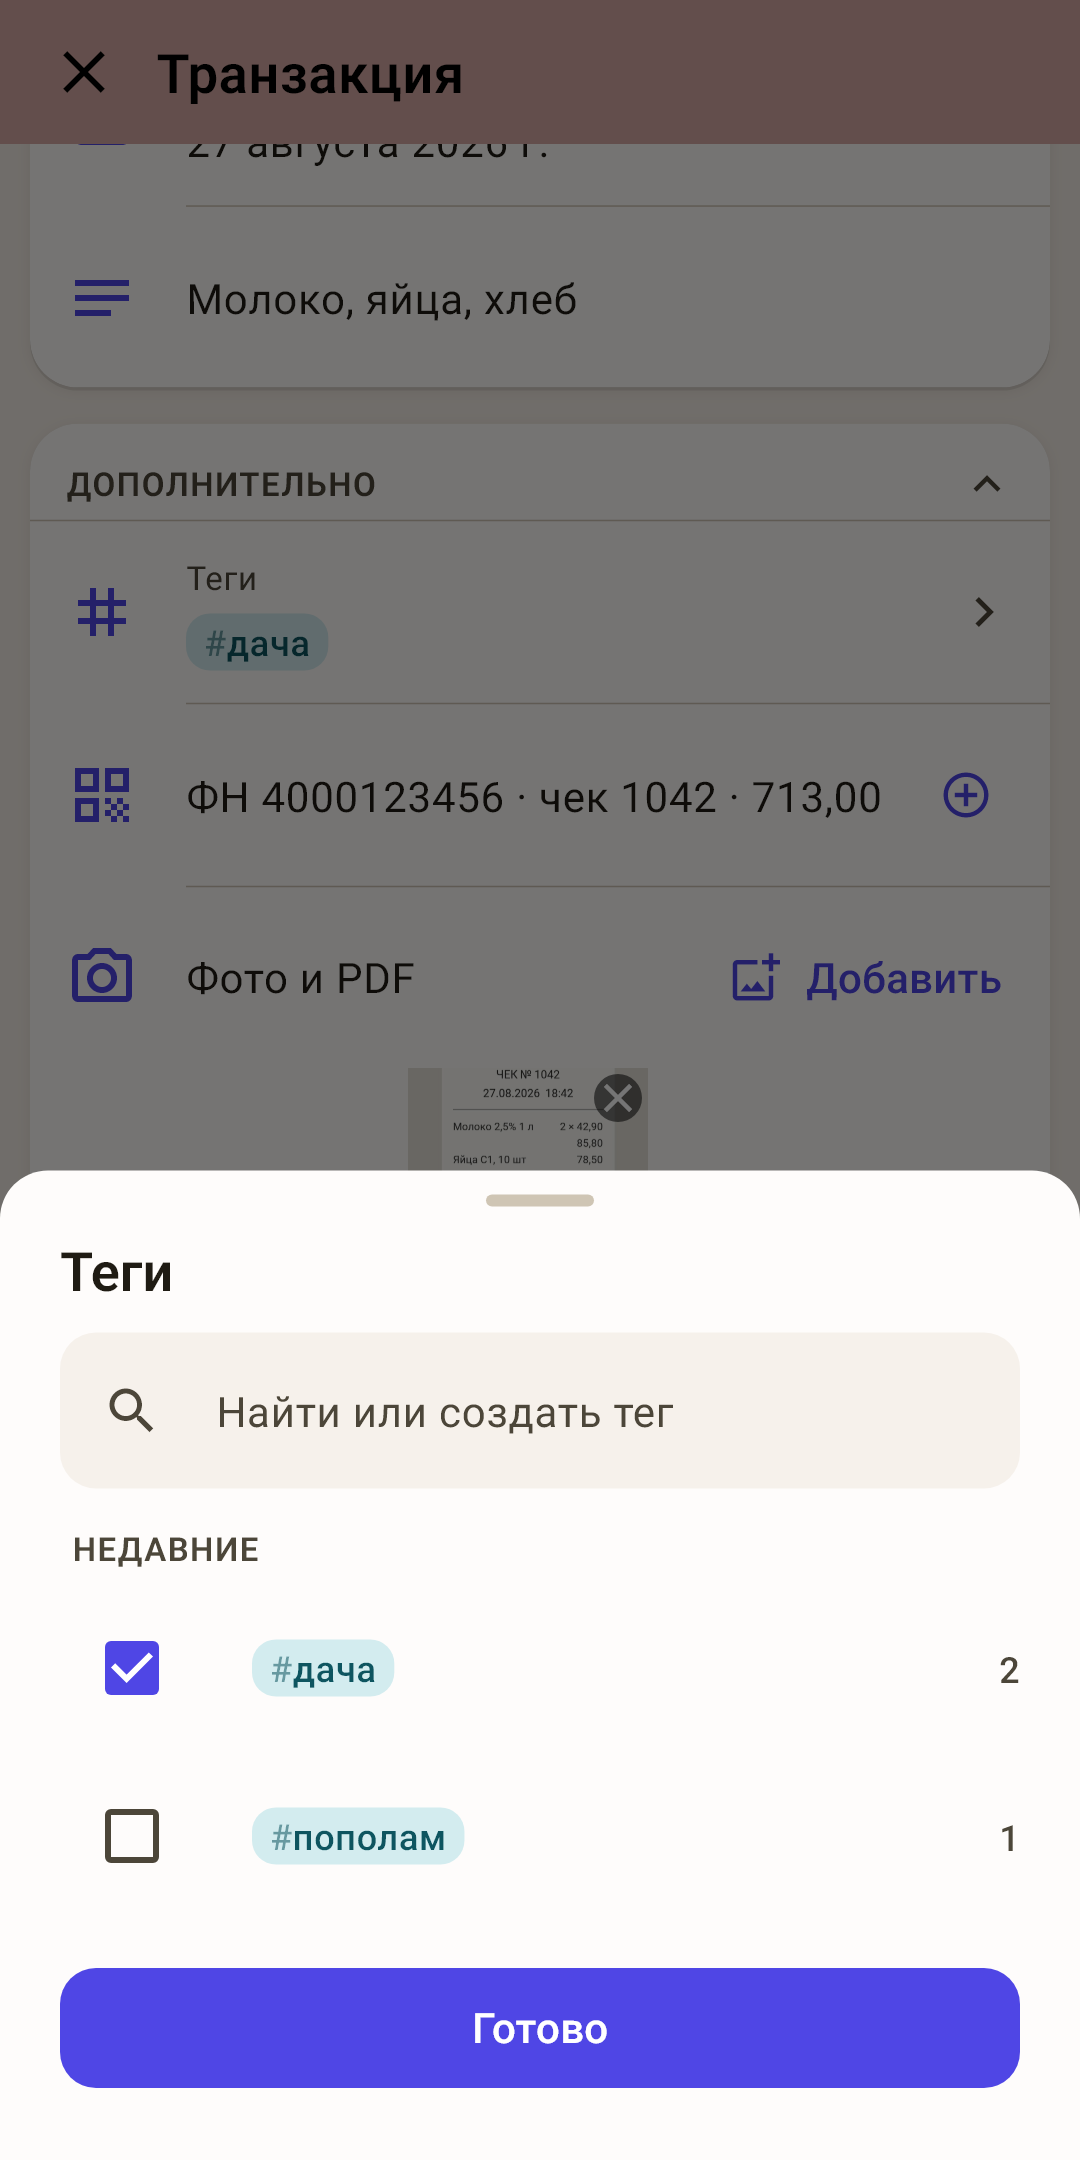 Транзакция
27 августа 2026 г.
Молоко, яйца, хлеб
ДОПОЛНИТЕЛЬНО
Теги
#дача
ФН 4000123456 · чек 1042 · 713,00
Фото и PDF
Добавить
ЧЕК № 1042
27.08.2026 18:42
Молоко 2,5% 1 л 2 × 42,90
85,80
Яйца С1, 10 шт 78,50
Теги
Найти или создать тег
НЕДАВНИЕ
#дача 2
#пополам 1
Готово